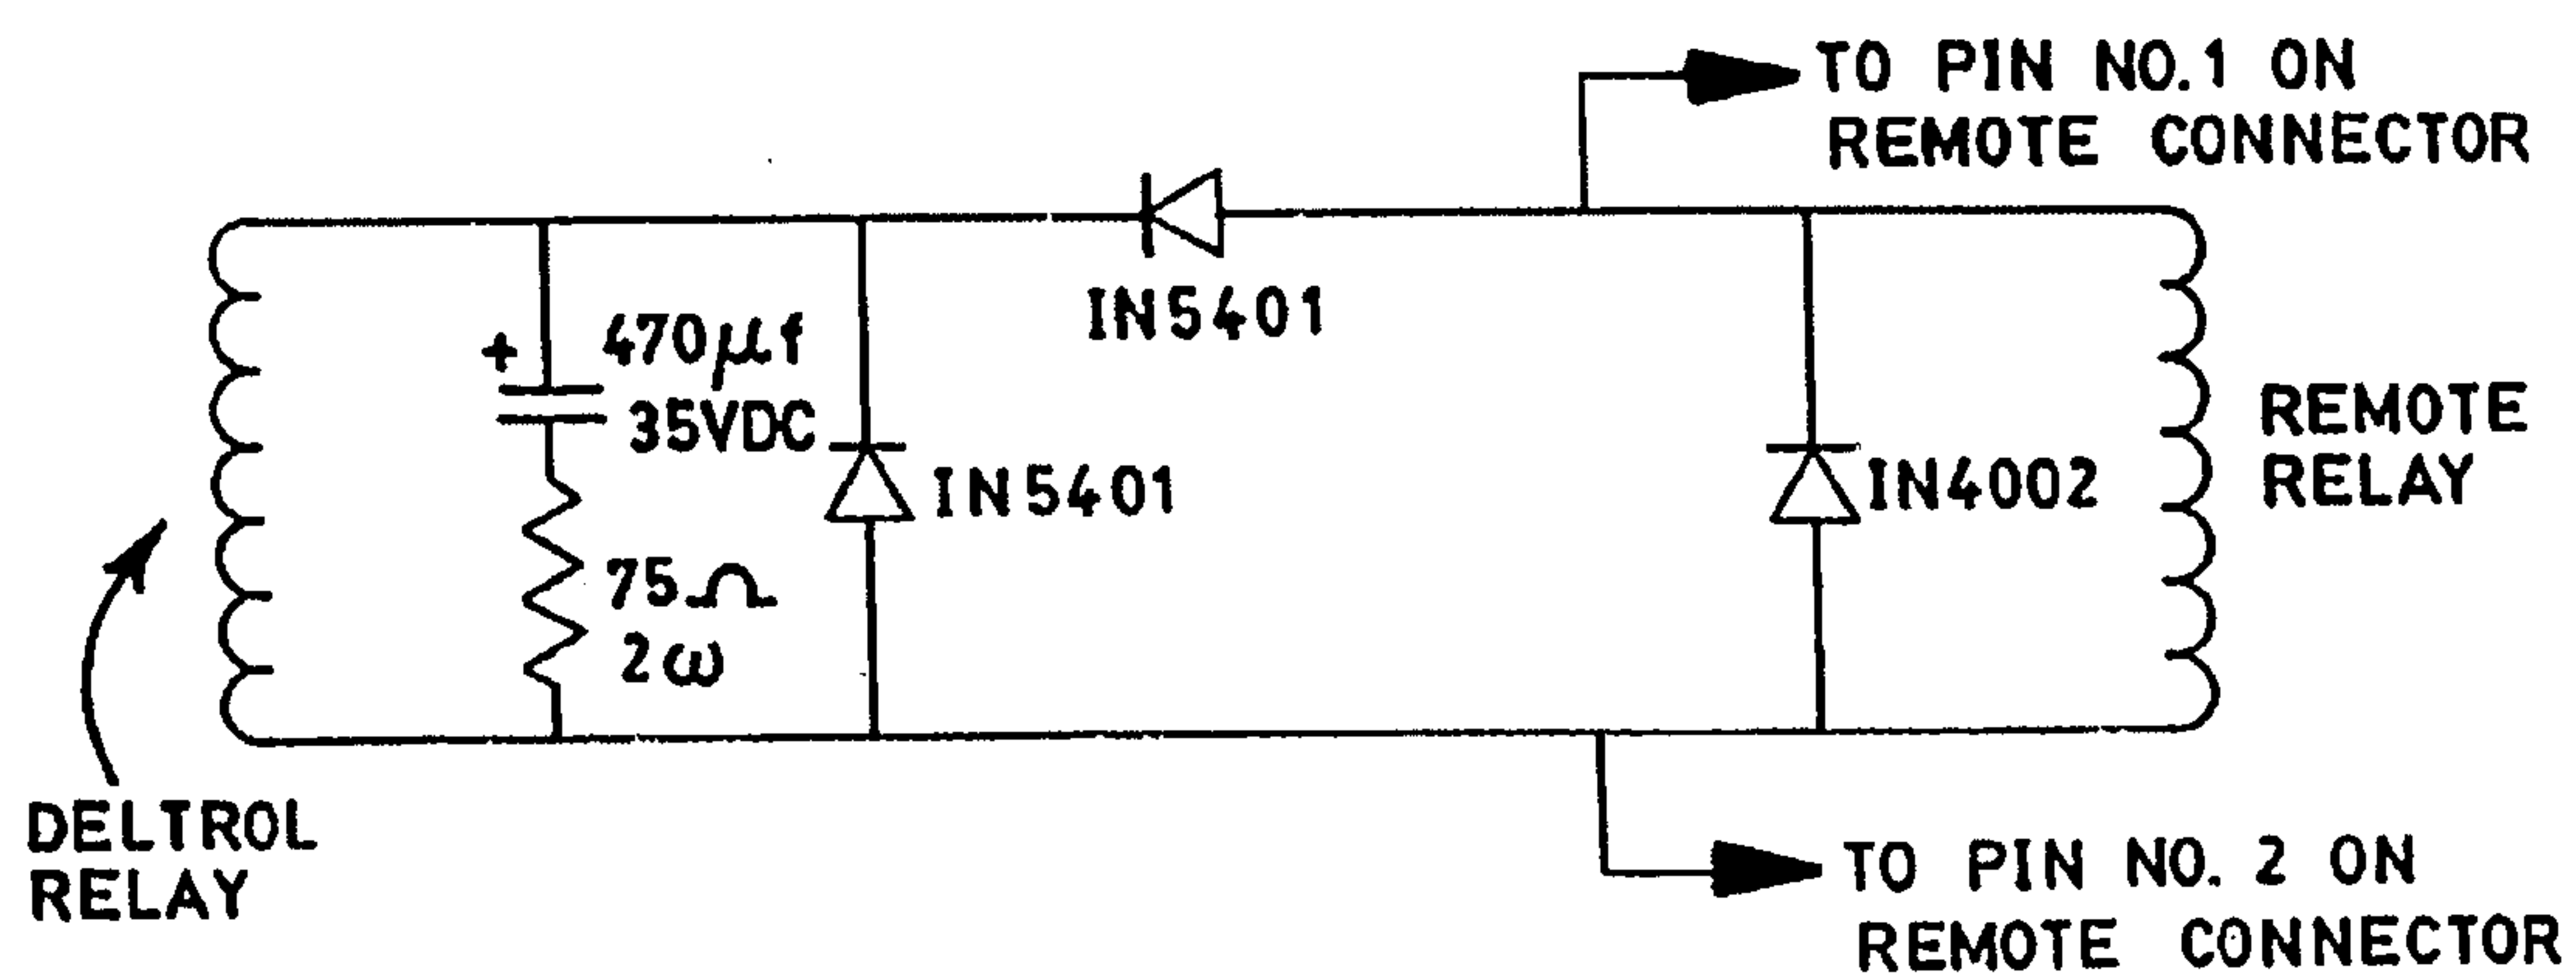 TO PIN NO.1 ON
REMOTE CONNECTOR
IN5401
+
470μf
35VDC
IN5401
IN4002
REMOTE
RELAY
75Ω
2ω
DELTROL
RELAY
TO PIN NO. 2 ON
REMOTE CONNECTOR